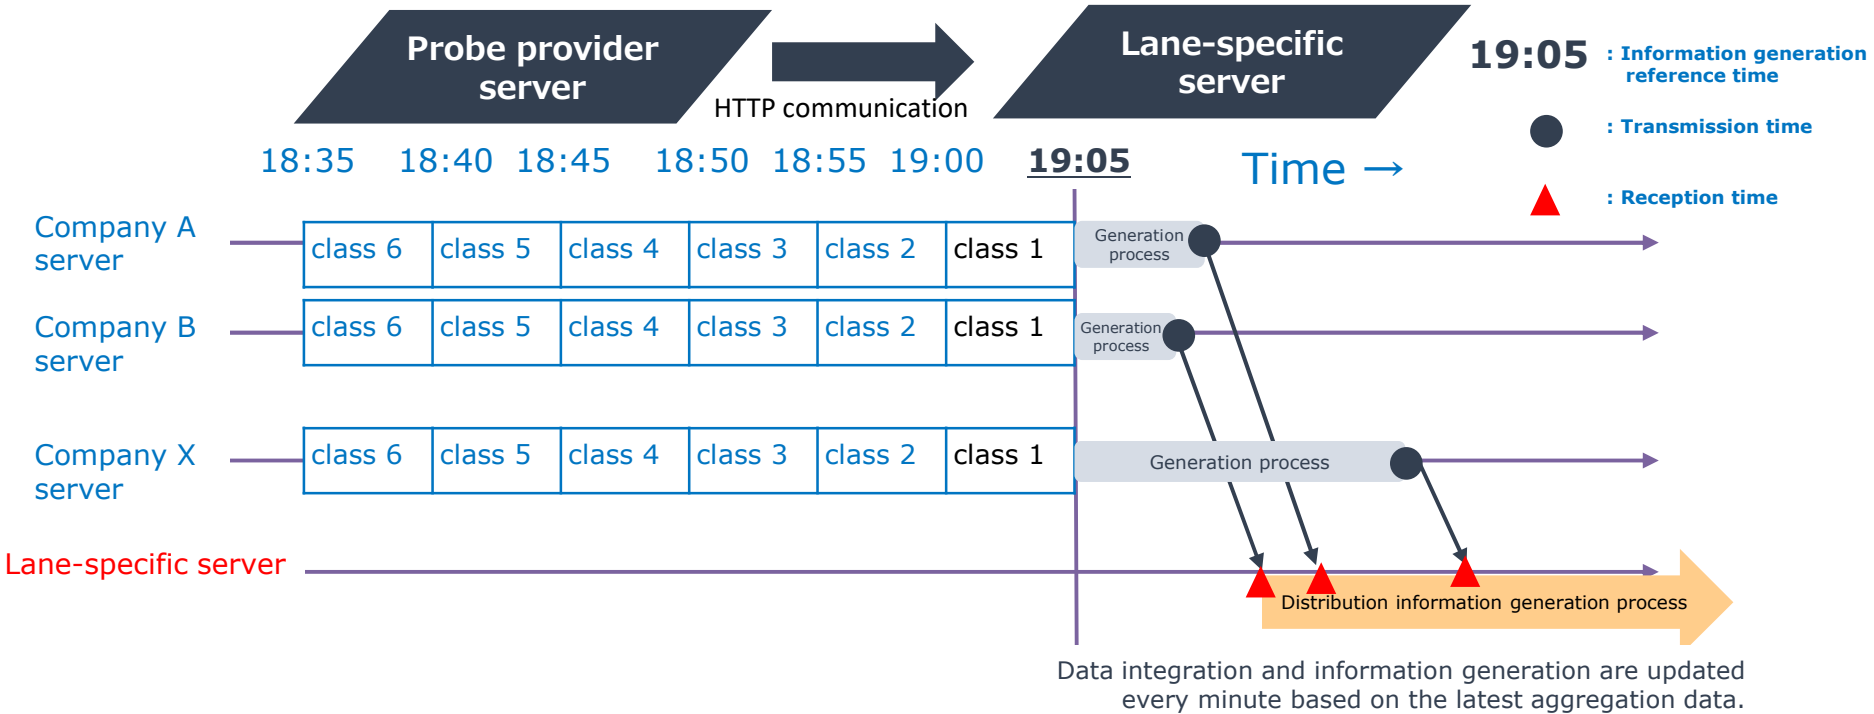 Probe provider
server
HTTP communication
Lane-specific
server
19:05 : Information generation
reference time
: Transmission time
: Reception time
18:35 18:40 18:45 18:50 18:55 19:00 19:05 Time →
Company A
server
class 6 class 5 class 4 class 3 class 2 class 1
Generation
process
Company B
server
class 6 class 5 class 4 class 3 class 2 class 1
Generation
process
Company X
server
class 6 class 5 class 4 class 3 class 2 class 1
Generation process
Lane-specific server
Distribution information generation process
Data integration and information generation are updated
every minute based on the latest aggregation data.